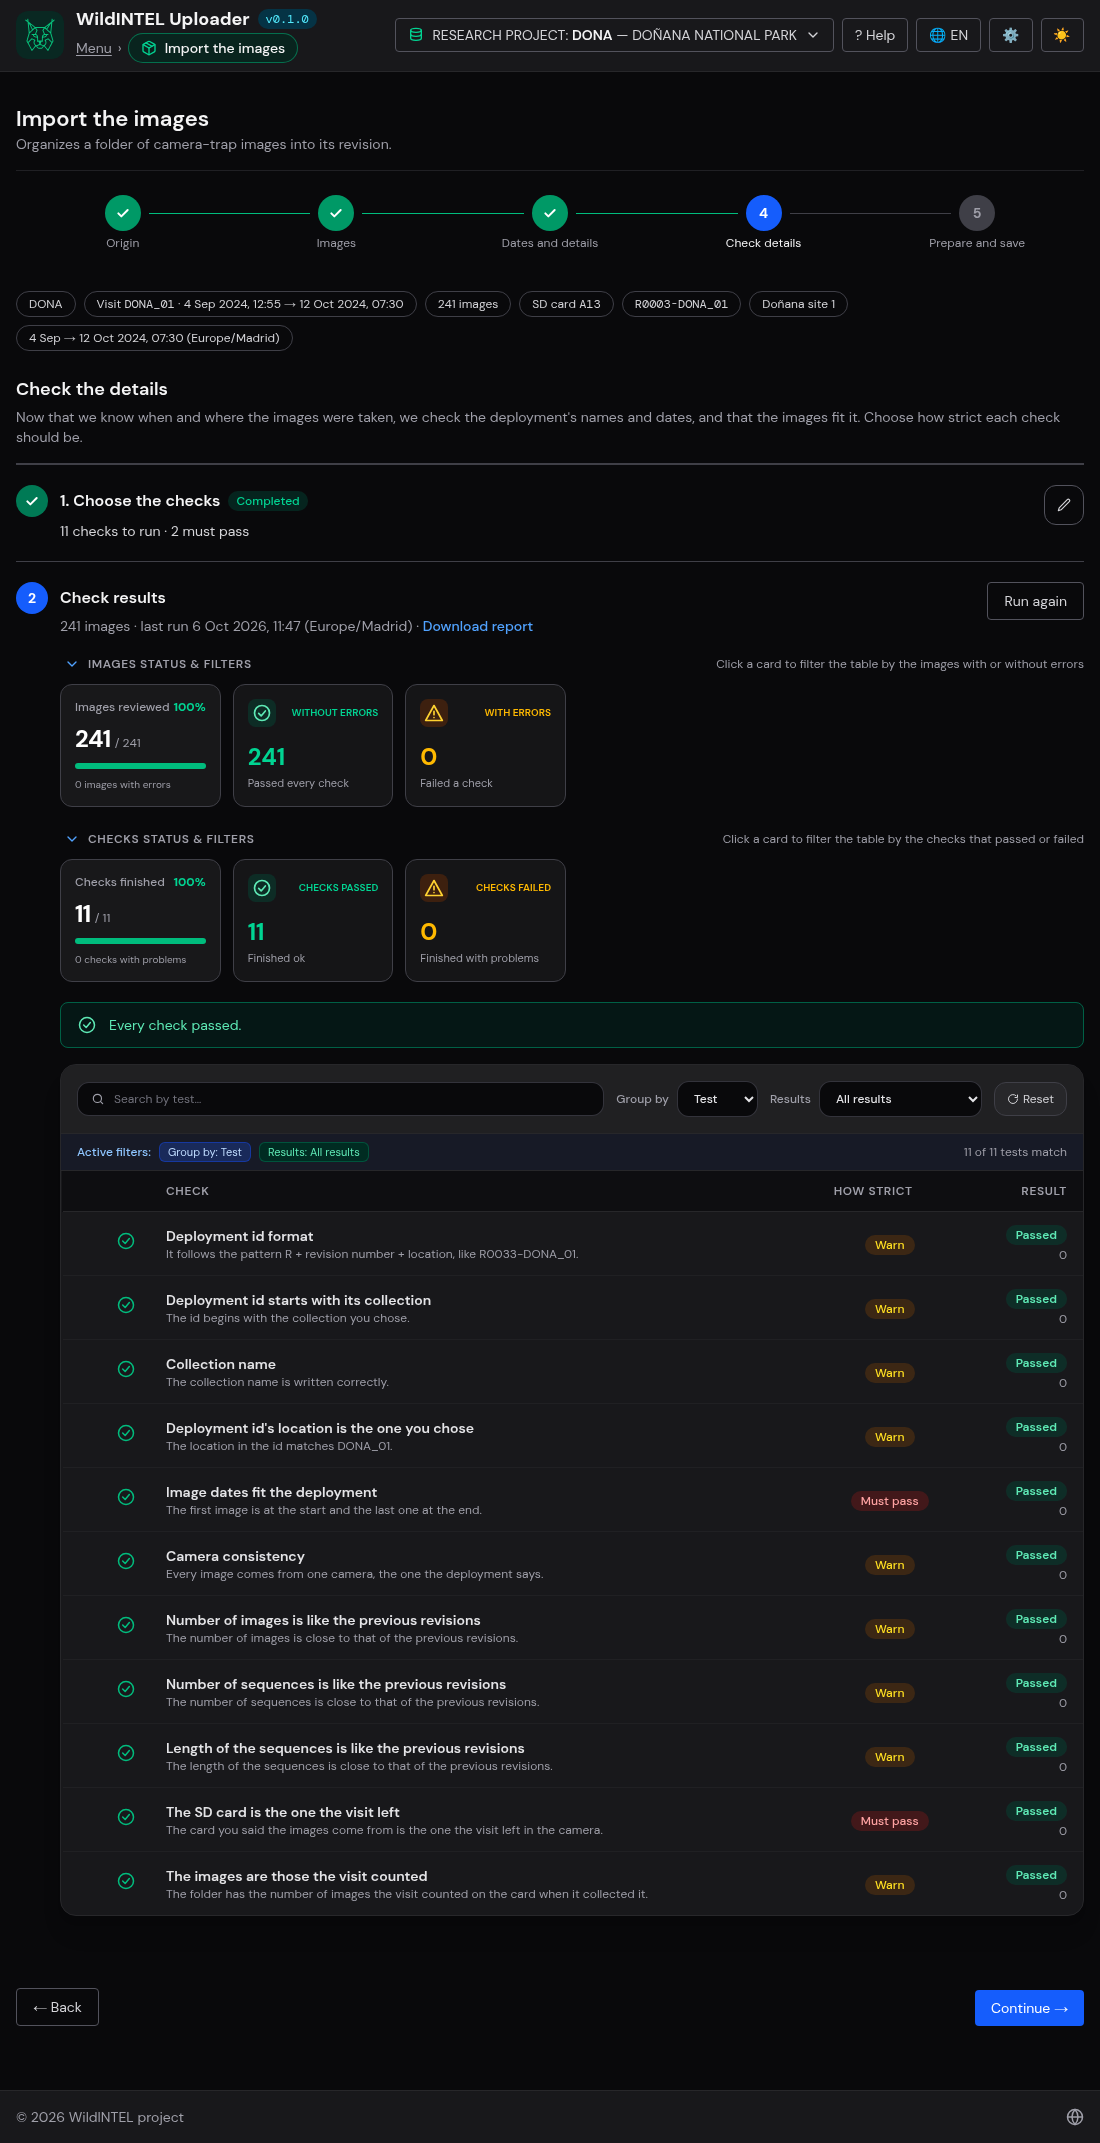 WildINTEL Uploader v0.1.0
Menu › Import the images
RESEARCH PROJECT: DONA — DOÑANA NATIONAL PARK
? Help
EN
Import the images
Organizes a folder of camera-trap images into its revision.
4
5
Origin
Images
Dates and details
Check details
Prepare and save
DONA
Visit DONA_01 · 4 Sep 2024, 12:55 → 12 Oct 2024, 07:30
241 images
SD card A13
R0003-DONA_01
Doñana site 1
4 Sep → 12 Oct 2024, 07:30 (Europe/Madrid)
Check the details
Now that we know when and where the images were taken, we check the deployment's names and dates, and that the images fit it. Choose how strict each check
should be.
1. Choose the checks Completed
11 checks to run · 2 must pass
2 Check results
Run again
241 images · last run 6 Oct 2026, 11:47 (Europe/Madrid) · Download report
IMAGES STATUS & FILTERS
Click a card to filter the table by the images with or without errors
Images reviewed 100%
241 / 241
0 images with errors
WITHOUT ERRORS
241
Passed every check
WITH ERRORS
0
Failed a check
CHECKS STATUS & FILTERS
Click a card to filter the table by the checks that passed or failed
Checks finished 100%
11 / 11
0 checks with problems
CHECKS PASSED
11
Finished ok
CHECKS FAILED
0
Finished with problems
Every check passed.
Search by test...
Group by Test
Results All results
Reset
Active filters: Group by: Test Results: All results
11 of 11 tests match
CHECK HOW STRICT RESULT
Deployment id format
It follows the pattern R + revision number + location, like R0033-DONA_01.
Warn
Passed
0
Deployment id starts with its collection
The id begins with the collection you chose.
Warn
Passed
0
Collection name
The collection name is written correctly.
Warn
Passed
0
Deployment id's location is the one you chose
The location in the id matches DONA_01.
Warn
Passed
0
Image dates fit the deployment
The first image is at the start and the last one at the end.
Must pass
Passed
0
Camera consistency
Every image comes from one camera, the one the deployment says.
Warn
Passed
0
Number of images is like the previous revisions
The number of images is close to that of the previous revisions.
Warn
Passed
0
Number of sequences is like the previous revisions
The number of sequences is close to that of the previous revisions.
Warn
Passed
0
Length of the sequences is like the previous revisions
The length of the sequences is close to that of the previous revisions.
Warn
Passed
0
The SD card is the one the visit left
The card you said the images come from is the one the visit left in the camera.
Must pass
Passed
0
The images are those the visit counted
The folder has the number of images the visit counted on the card when it collected it.
Warn
Passed
0
← Back
Continue →
© 2026 WildINTEL project